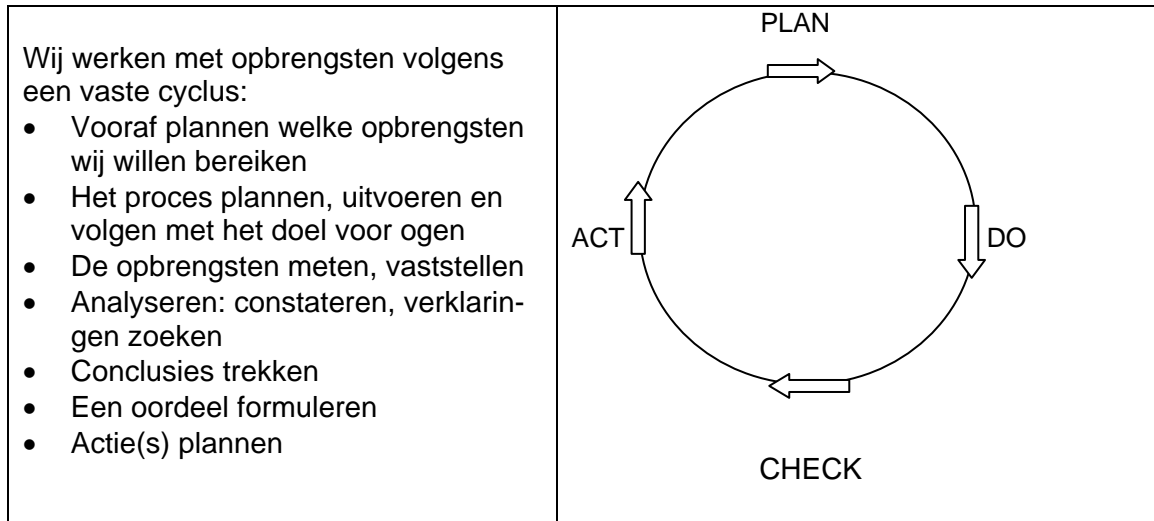 Wij werken met opbrengsten volgens
een vaste cyclus:
• Vooraf plannen welke opbrengsten
wij willen bereiken
• Het proces plannen, uitvoeren en
volgen met het doel voor ogen
• De opbrengsten meten, vaststellen
• Analyseren: constateren, verklarin-
gen zoeken
• Conclusies trekken
• Een oordeel formuleren
• Actie(s) plannen
PLAN
ACT
DO
CHECK